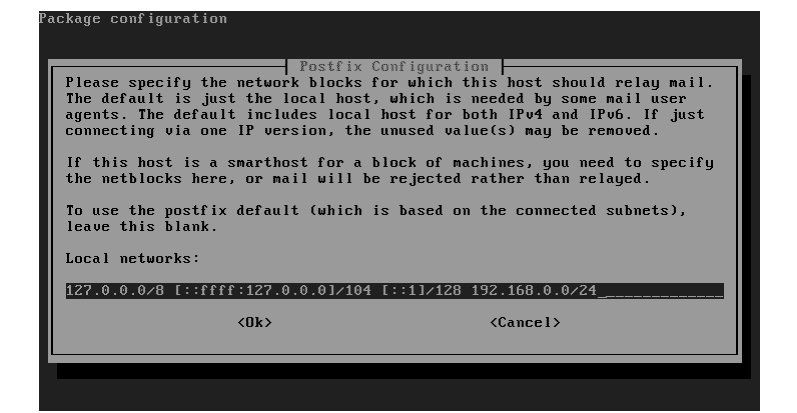 Package configuration
Postfix Configuration
Please specify the network blocks for which this host should relay mail.
The default is just the local host, which is needed by some mail user
agents. The default includes local host for both IPv4 and IPv6. If just
connecting via one IP version, the unused value(s) may be removed.
If this host is a smarthost for a block of machines, you need to specify
the netblocks here, or mail will be rejected rather than relayed.
To use the postfix default (which is based on the connected subnets),
leave this blank.
Local networks:
127.0.0.0/8 [::ffff:127.0.0.0]/104 [::1]/128 192.168.0.0/24______________
<Ok> <Cancel>